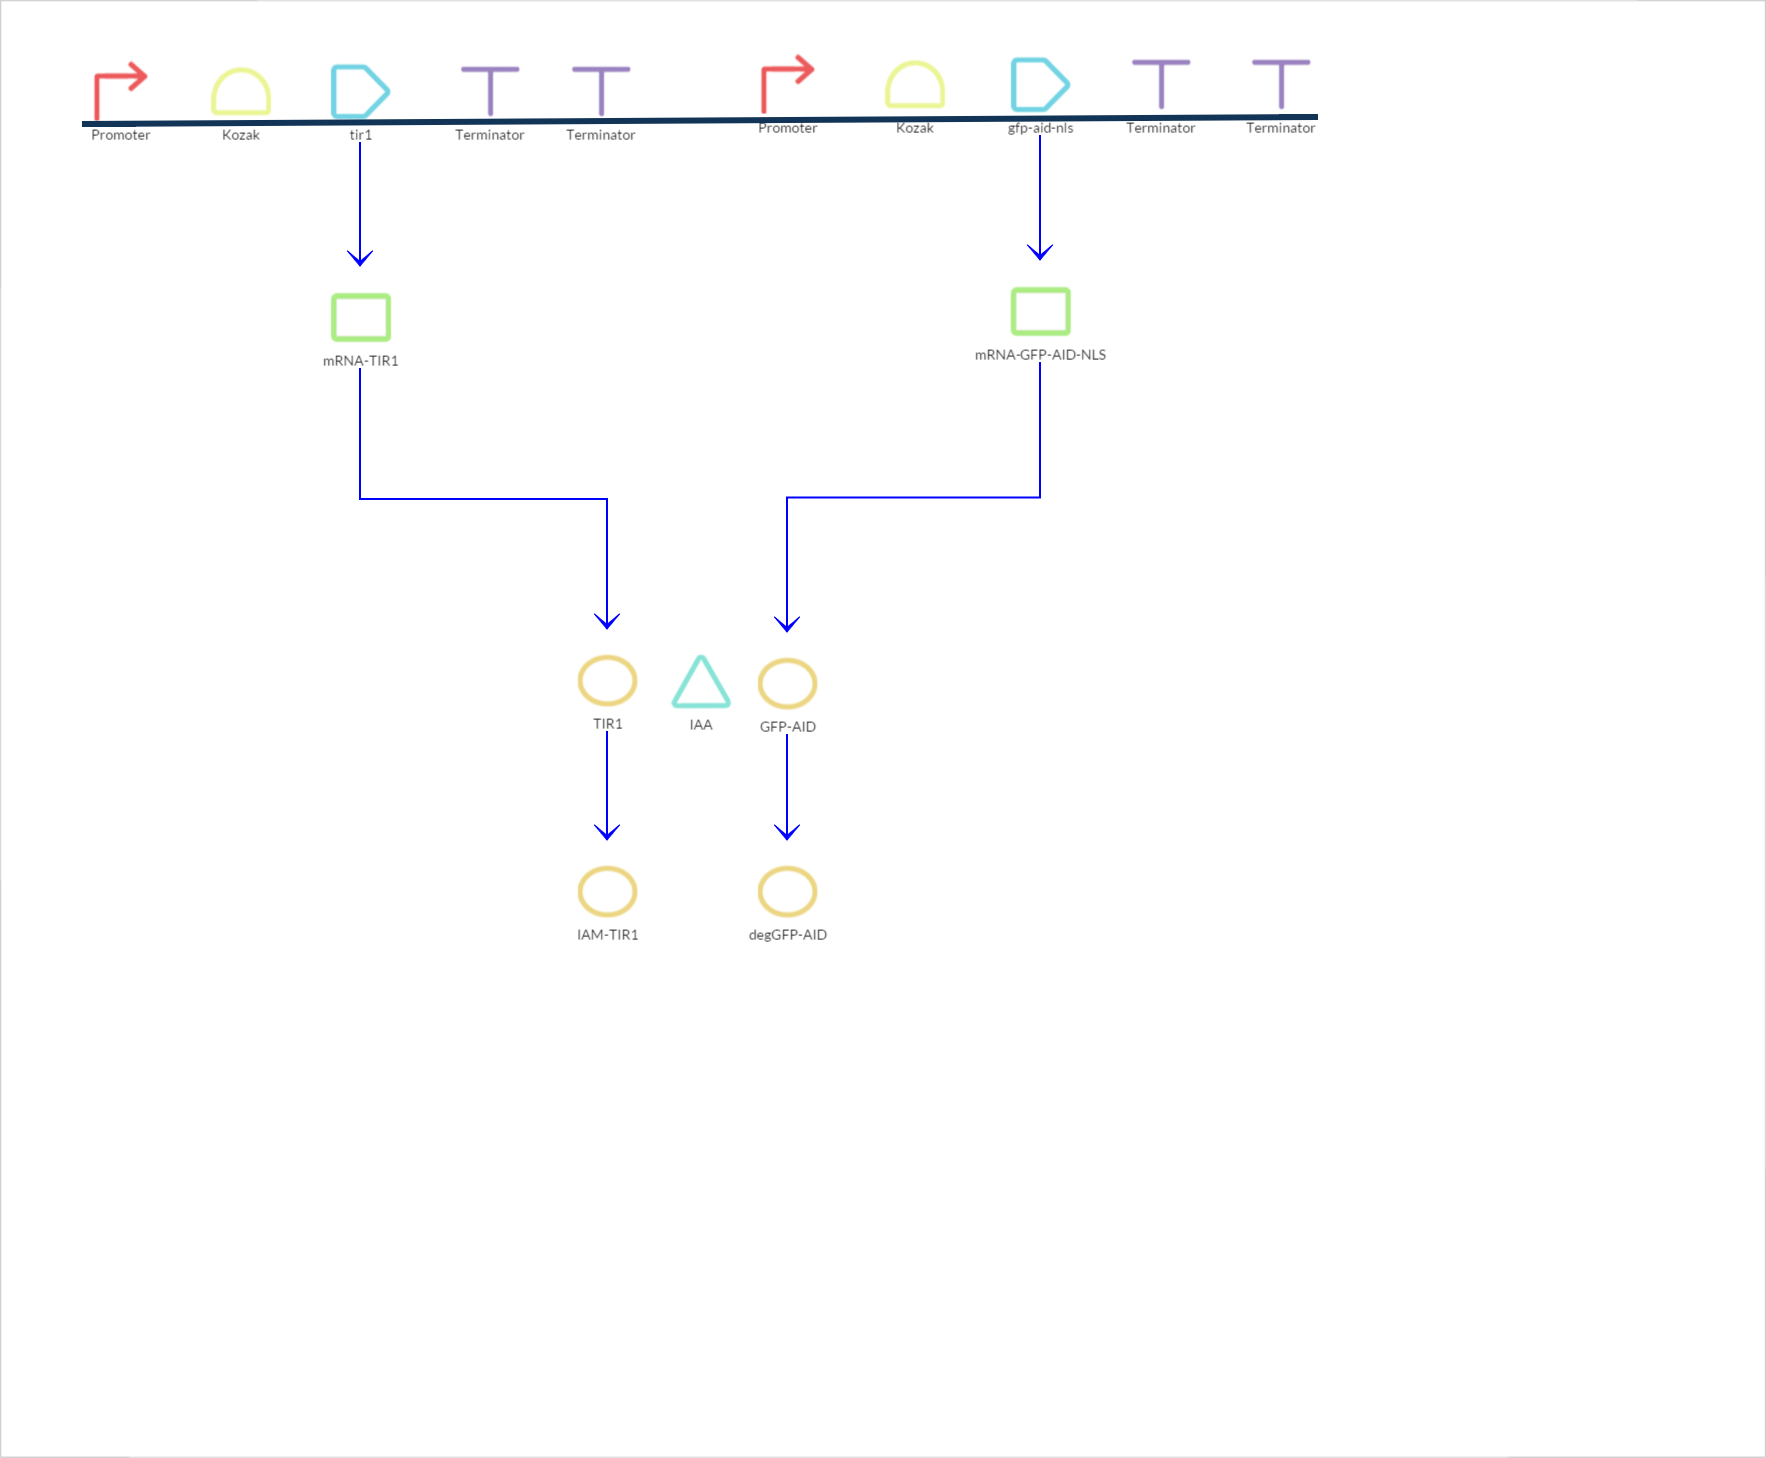 Promoter
Kozak
tir1
Terminator
Terminator
Promoter
Kozak
gfp-aid-nls
Terminator
Terminator
mRNA-TIR1
mRNA-GFP-AID-NLS
TIR1
IAA
GFP-AID
IAM-TIR1
degGFP-AID